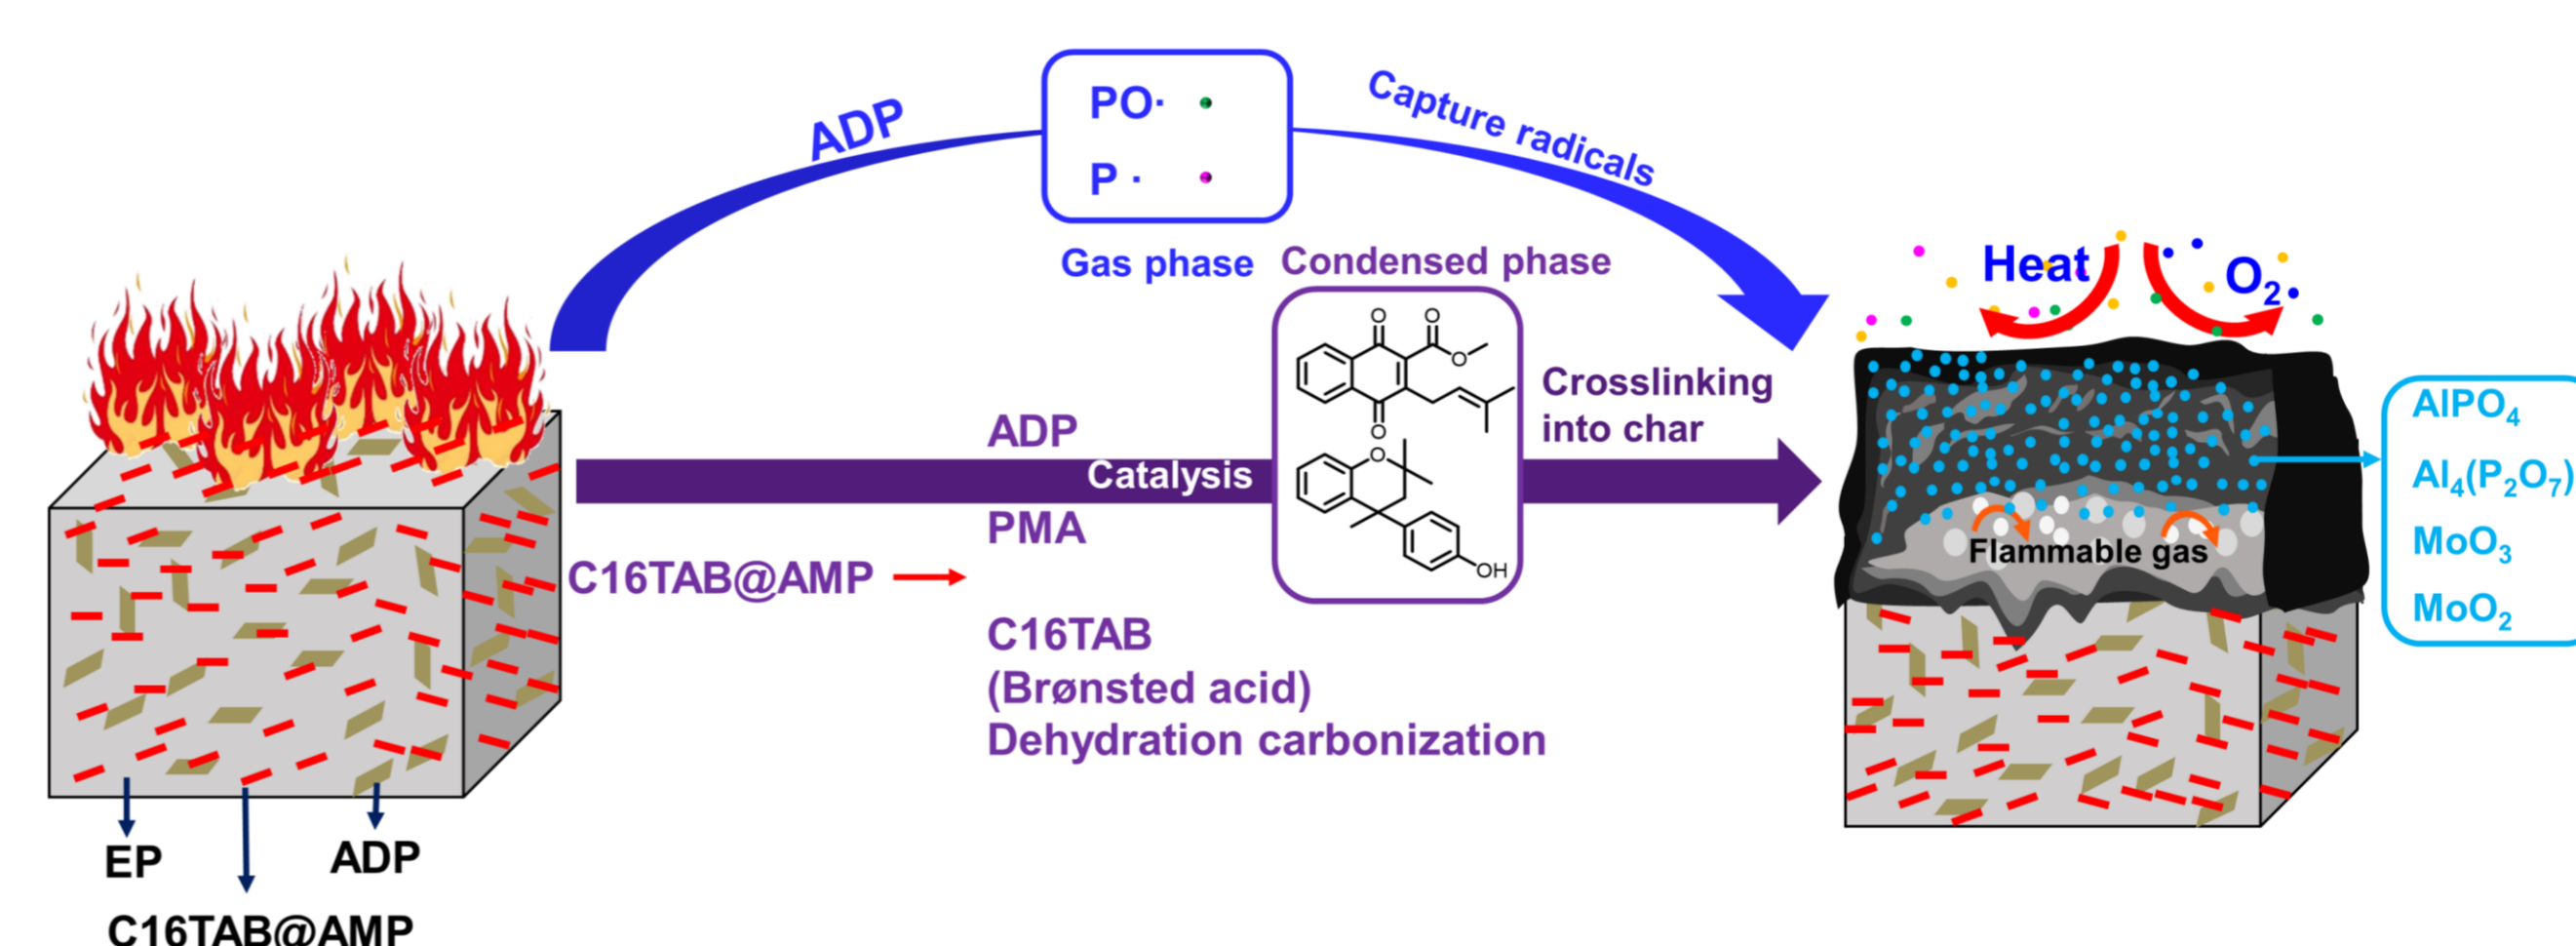 ADP
PO·
P ·
Capture radicals
Gas phase
Condensed phase
O
O
O
O
O
OH
ADP
Catalysis
PMA
C16TAB@AMP
C16TAB
(Brønsted acid)
Dehydration carbonization
Crosslinking
into char
Heat
O₂
Flammable gas
AlPO₄
Al₄(P₂O₇)
MoO₃
MoO₂
EP
ADP
C16TAB@AMP